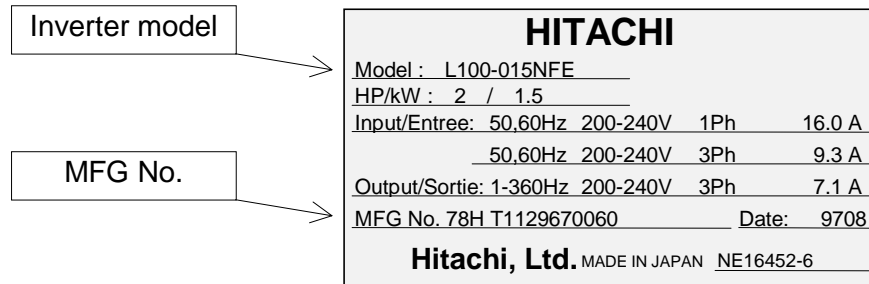 Inverter model
MFG No.
HITACHI
Model : L100-015NFE
HP/kW : 2 / 1.5
Input/Entree: 50,60Hz 200-240V 1Ph 16.0 A
50,60Hz 200-240V 3Ph 9.3 A
Output/Sortie: 1-360Hz 200-240V 3Ph 7.1 A
MFG No. 78H T1129670060 Date: 9708
Hitachi, Ltd. MADE IN JAPAN NE16452-6